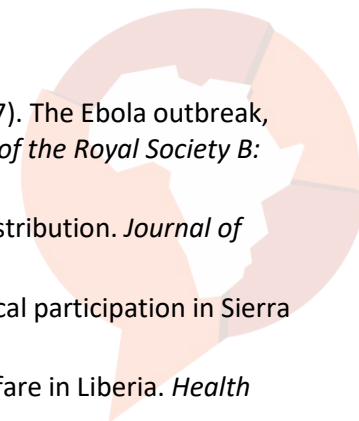 7). The Ebola outbreak,
of the Royal Society B:
stribution. Journal of
cal participation in Sierra
fare in Liberia. Health